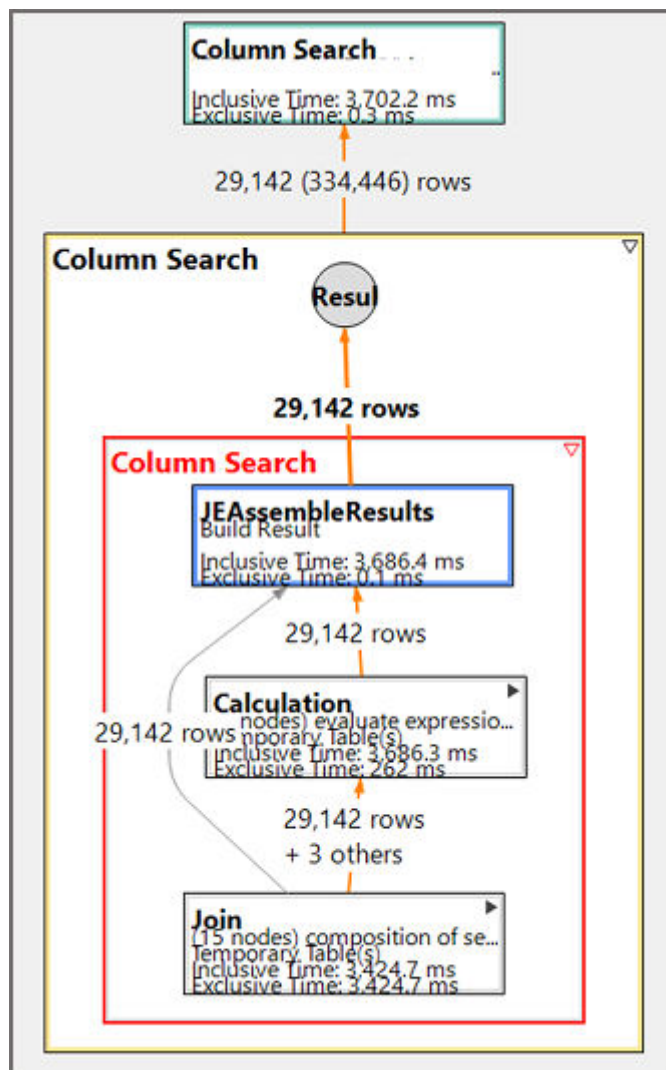 Column Search
Inclusive Time: 3,702.2 ms
Exclusive Time: 0.3 ms
29,142 (334,446) rows
Column Search
Resul
29,142 rows
Column Search
JEAssembleResults
Build Result
Inclusive Time: 3,686.4 ms
Exclusive Time: 0.1 ms
29,142 rows
Calculation
nodes) evaluate expressio...
mporary Table(s)
29,142 rows
Inclusive Time: 3,686.3 ms
Exclusive Time: 262 ms
29,142 rows
+ 3 others
Join
(15 nodes) composition of se...
Temporary Table(s)
Inclusive Time: 3,424.7 ms
Exclusive Time: 3,424.7 ms